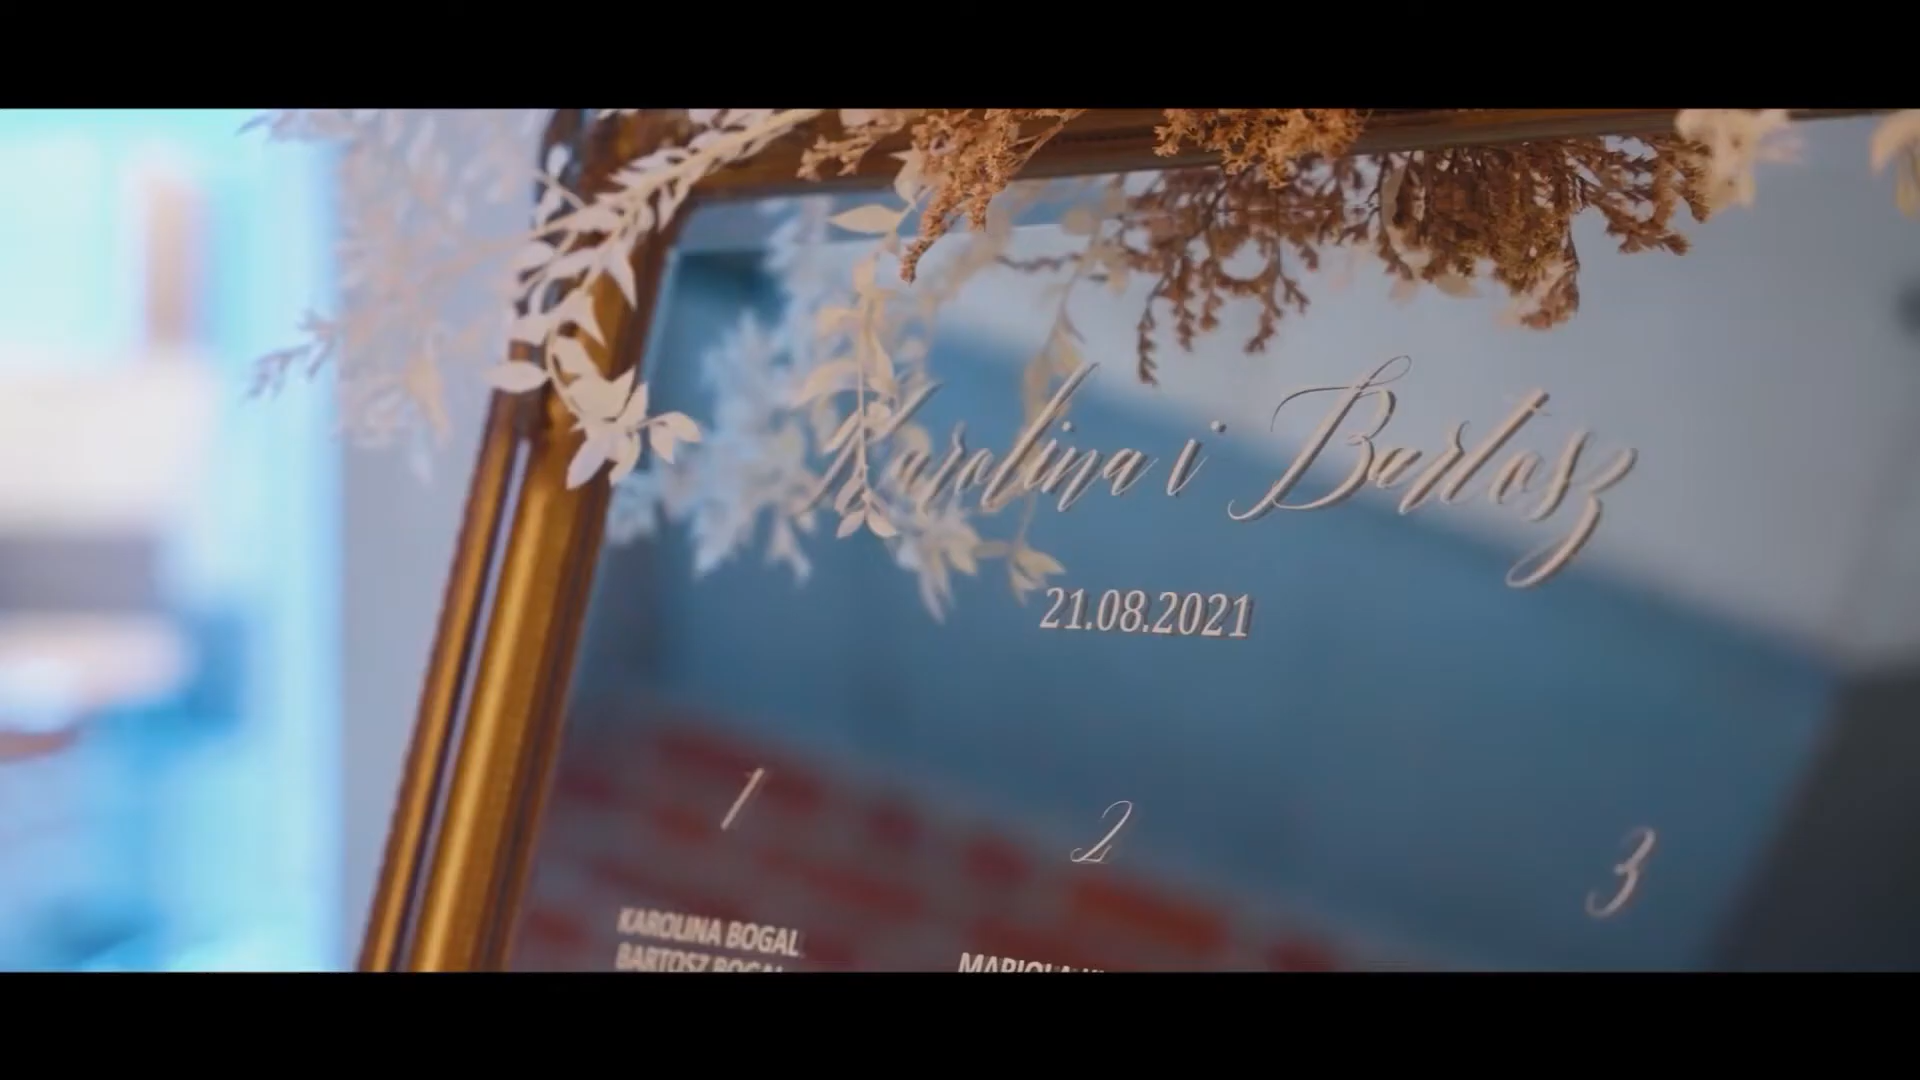 Karolina i Bartosz
21.08.2021
1 2 3
KAROLINA BOGAL
BARTOSZ BOGAL